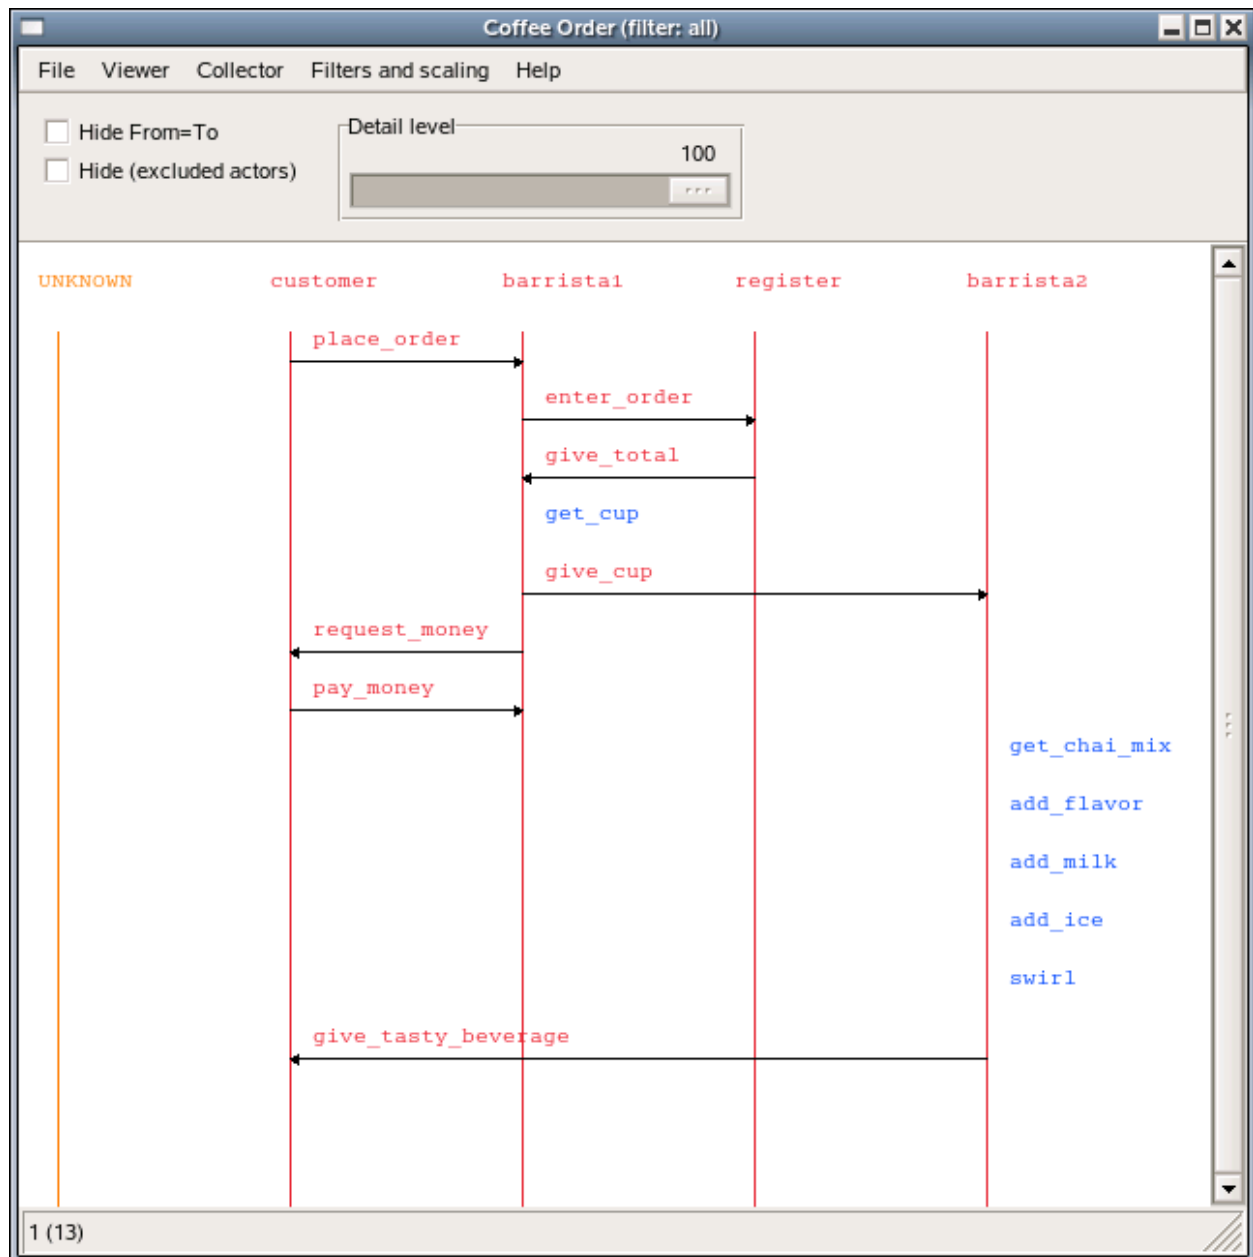 Coffee Order (filter: all)
File Viewer Collector Filters and scaling Help
Hide From=To
Hide (excluded actors)
Detail level
100
UNKNOWN customer barrista1 register barrista2
place_order
enter_order
give_total
get_cup
give_cup
request_money
pay_money
get_chai_mix
add_flavor
add_milk
add_ice
swirl
give_tasty_beverage
1 (13)